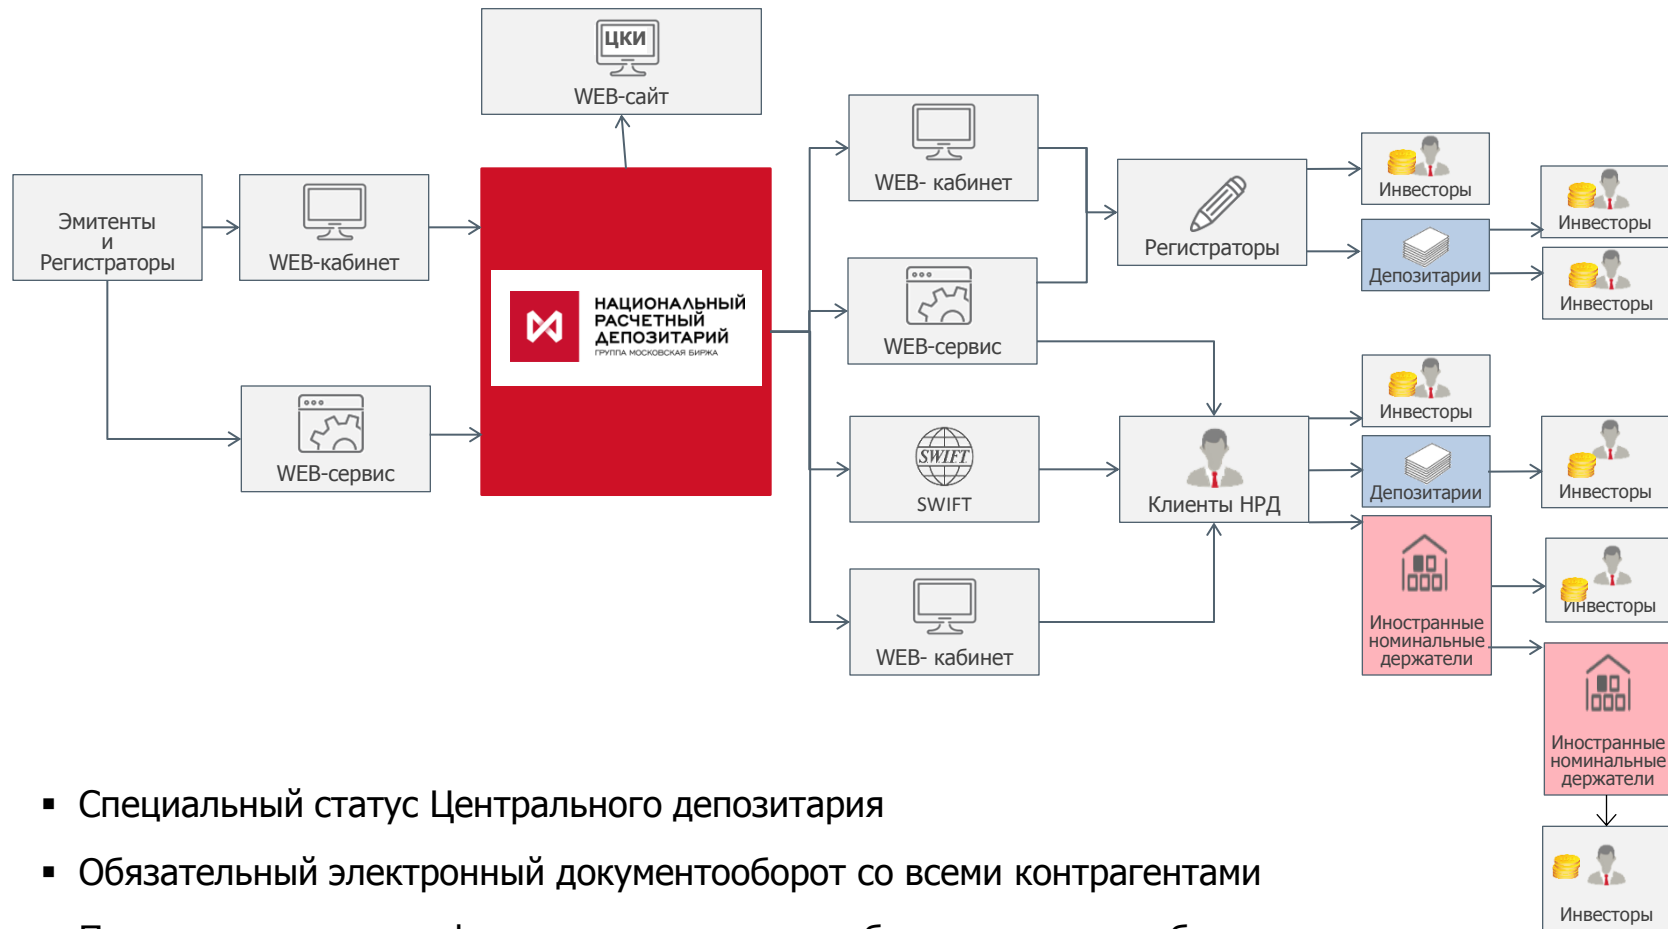 ЦКИ
WEB-сайт
Эмитенты
и
Регистраторы
WEB-кабинет
WEB-сервис
НАЦИОНАЛЬНЫЙ
РАСЧЕТНЫЙ
ДЕПОЗИТАРИЙ
ГРУППА МОСКОВСКАЯ БИРЖА
WEB- кабинет
WEB-сервис
SWIFT
SWIFT
WEB- кабинет
Регистраторы
Клиенты НРД
Инвесторы
Депозитарии
Инвесторы
Инвесторы
Инвесторы
Депозитарии
Инвесторы
Иностранные
номинальные
держатели
Инвесторы
Иностранные
номинальные
держатели
Инвесторы
▪ Специальный статус Центрального депозитария
▪ Обязательный электронный документооборот со всеми контрагентами